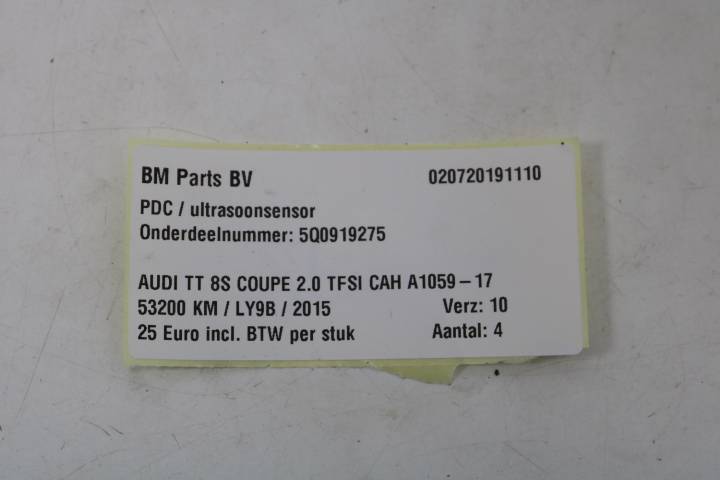 BM Parts BV 020720191110
PDC / ultrasoonsensor
Onderdeelnummer: 5Q0919275
AUDI TT 8S COUPE 2.0 TFSI CAH A1059-17
53200 KM / LY9B / 2015 Verz: 10
25 Euro incl. BTW per stuk Aantal: 4